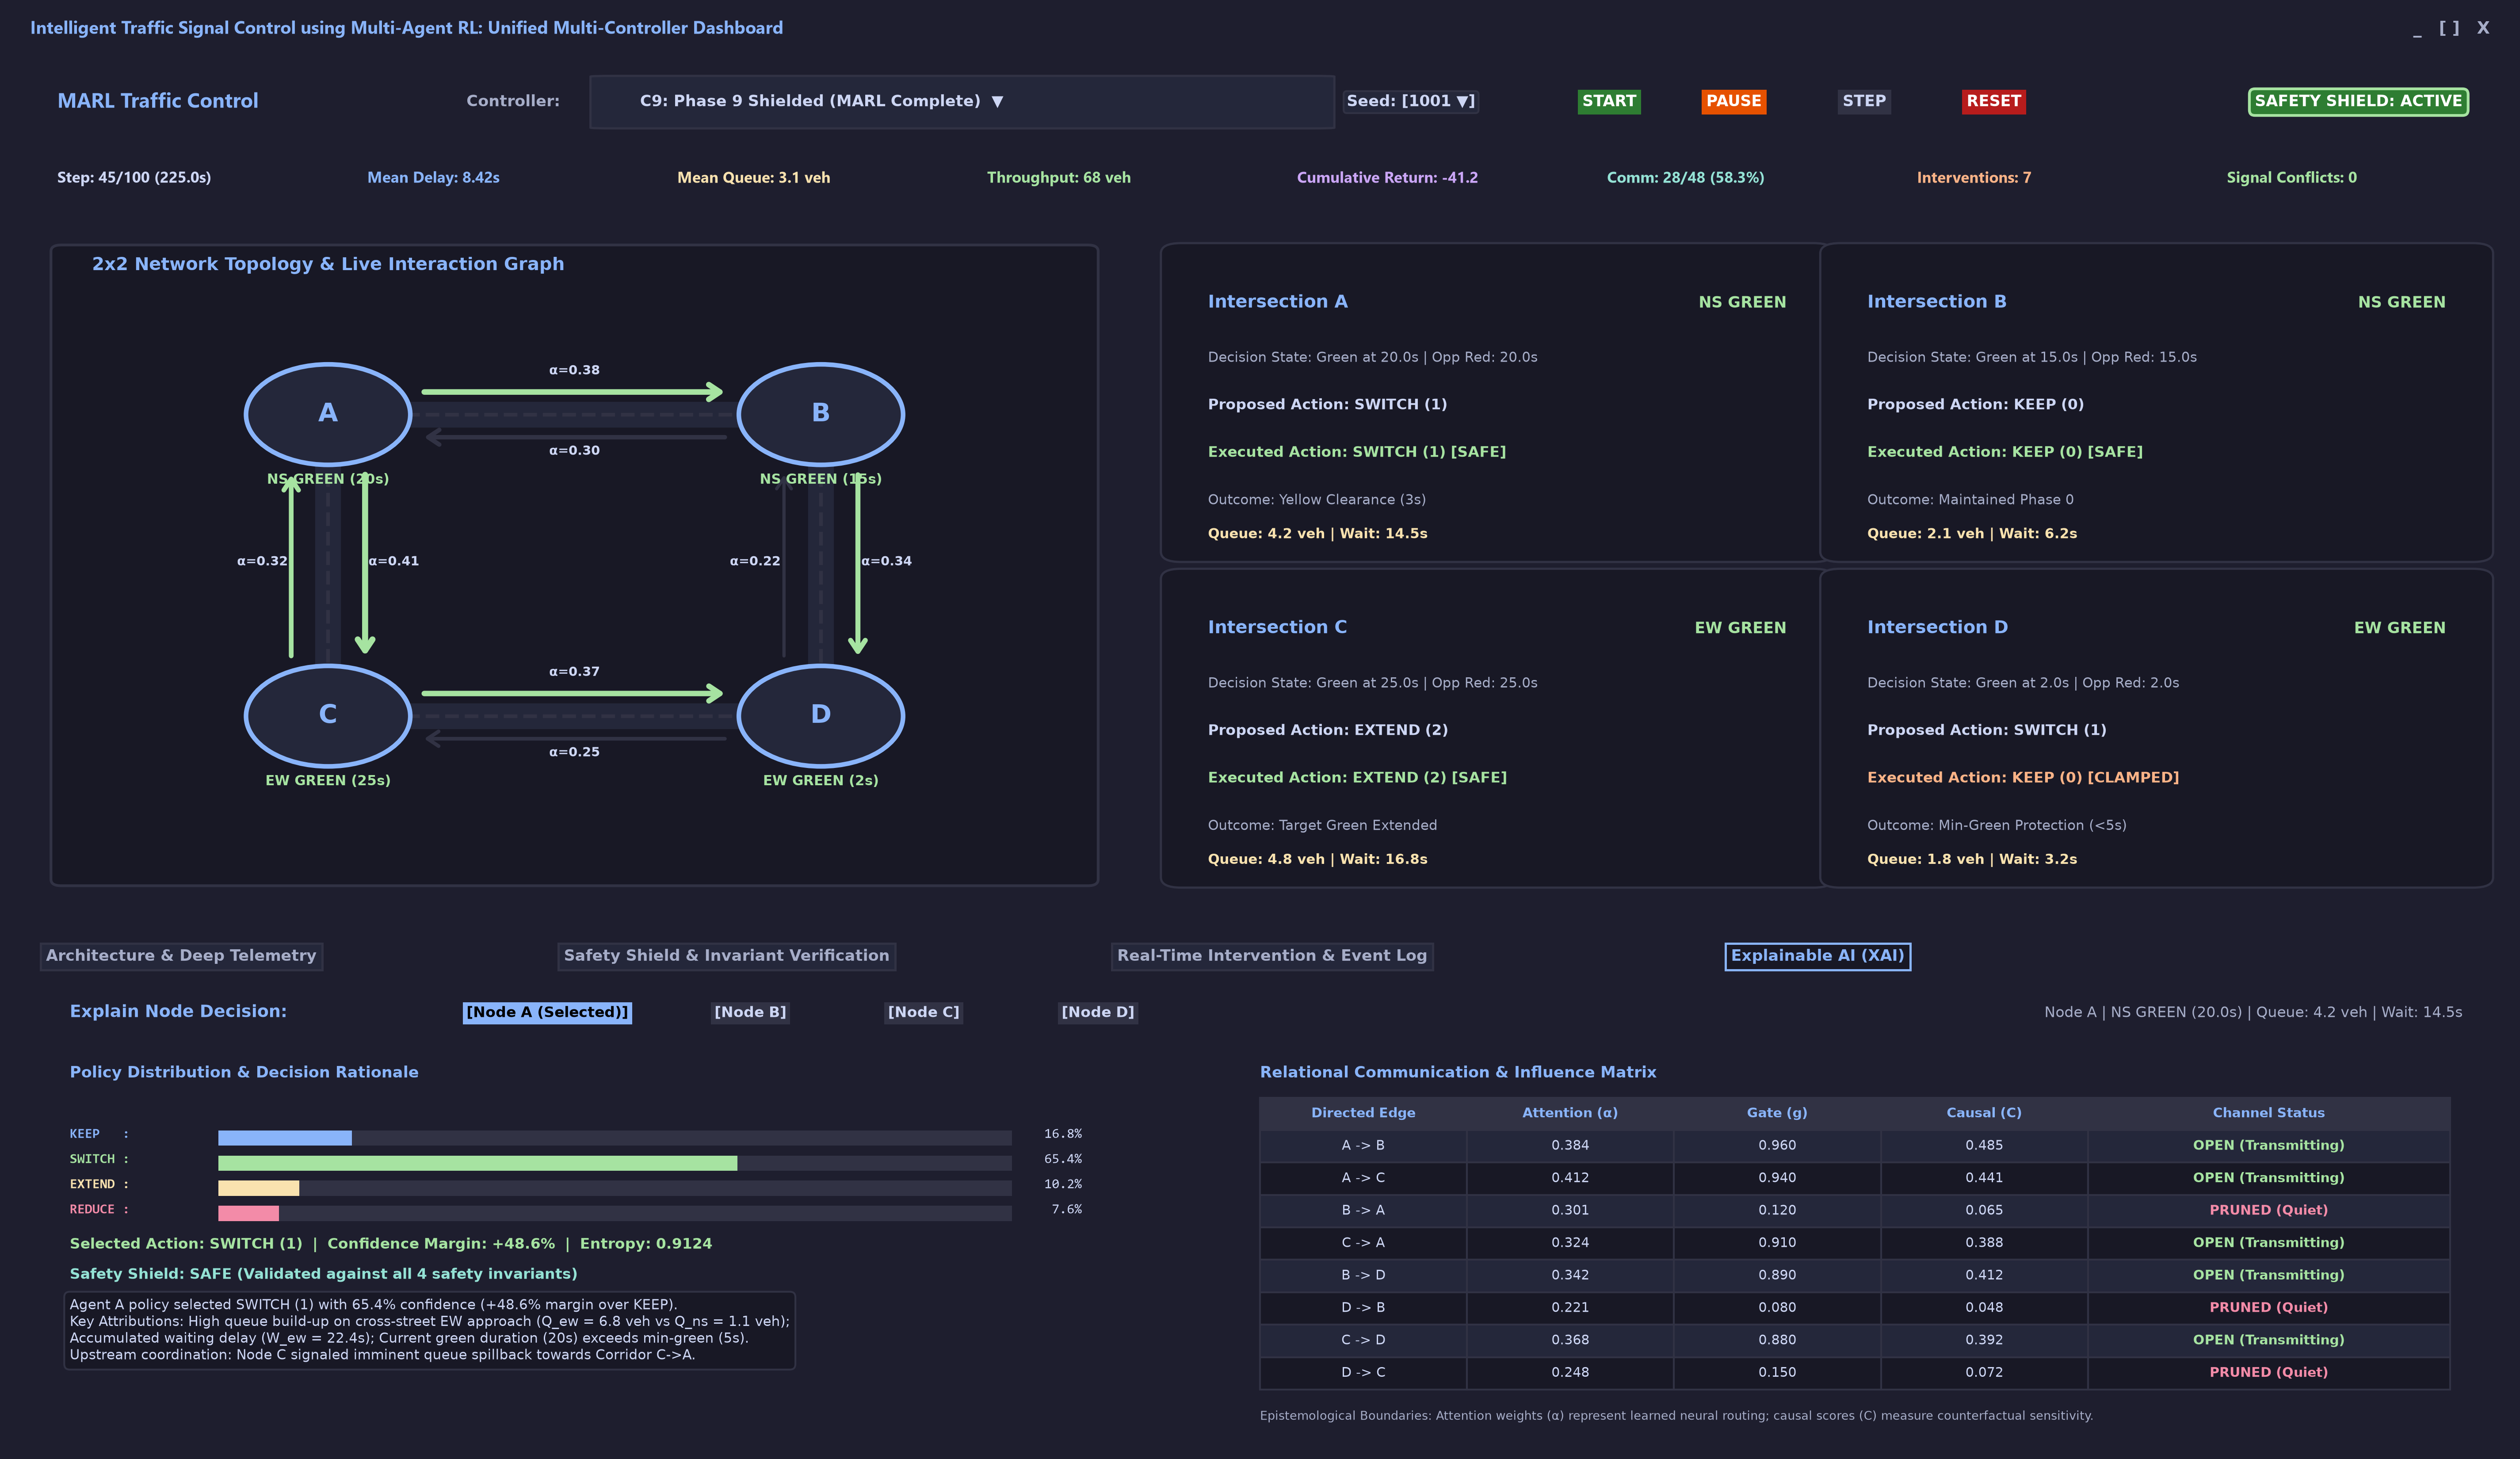 Intelligent Traffic Signal Control using Multi-Agent RL: Unified Multi-Controller Dashboard
_ [ ] X
MARL Traffic Control
Controller:
C9: Phase 9 Shielded (MARL Complete) ▼
Seed: [1001 ▼]
START
PAUSE
STEP
RESET
SAFETY SHIELD: ACTIVE
Step: 45/100 (225.0s)
Mean Delay: 8.42s
Mean Queue: 3.1 veh
Throughput: 68 veh
Cumulative Return: -41.2
Comm: 28/48 (58.3%)
Interventions: 7
Signal Conflicts: 0
2x2 Network Topology & Live Interaction Graph
α=0.38
A
B
α=0.30
NS GREEN (20s)
NS GREEN (15s)
α=0.32
α=0.41
α=0.22
α=0.34
α=0.37
C
D
α=0.25
EW GREEN (25s)
EW GREEN (2s)
Intersection A
NS GREEN
Decision State: Green at 20.0s | Opp Red: 20.0s
Proposed Action: SWITCH (1)
Executed Action: SWITCH (1) [SAFE]
Outcome: Yellow Clearance (3s)
Queue: 4.2 veh | Wait: 14.5s
Intersection B
NS GREEN
Decision State: Green at 15.0s | Opp Red: 15.0s
Proposed Action: KEEP (0)
Executed Action: KEEP (0) [SAFE]
Outcome: Maintained Phase 0
Queue: 2.1 veh | Wait: 6.2s
Intersection C
EW GREEN
Decision State: Green at 25.0s | Opp Red: 25.0s
Proposed Action: EXTEND (2)
Executed Action: EXTEND (2) [SAFE]
Outcome: Target Green Extended
Queue: 4.8 veh | Wait: 16.8s
Intersection D
EW GREEN
Decision State: Green at 2.0s | Opp Red: 2.0s
Proposed Action: SWITCH (1)
Executed Action: KEEP (0) [CLAMPED]
Outcome: Min-Green Protection (<5s)
Queue: 1.8 veh | Wait: 3.2s
Architecture & Deep Telemetry
Safety Shield & Invariant Verification
Real-Time Intervention & Event Log
Explainable AI (XAI)
Explain Node Decision:
[Node A (Selected)]
[Node B]
[Node C]
[Node D]
Node A | NS GREEN (20.0s) | Queue: 4.2 veh | Wait: 14.5s
Policy Distribution & Decision Rationale
KEEP : 16.8%
SWITCH : 65.4%
EXTEND : 10.2%
REDUCE : 7.6%
Selected Action: SWITCH (1) | Confidence Margin: +48.6% | Entropy: 0.9124
Safety Shield: SAFE (Validated against all 4 safety invariants)
Agent A policy selected SWITCH (1) with 65.4% confidence (+48.6% margin over KEEP).
Key Attributions: High queue build-up on cross-street EW approach (Q_ew = 6.8 veh vs Q_ns = 1.1 veh);
Accumulated waiting delay (W_ew = 22.4s); Current green duration (20s) exceeds min-green (5s).
Upstream coordination: Node C signaled imminent queue spillback towards Corridor C->A.
Relational Communication & Influence Matrix
Directed Edge Attention (α) Gate (g) Causal (C) Channel Status
A -> B 0.384 0.960 0.485 OPEN (Transmitting)
A -> C 0.412 0.940 0.441 OPEN (Transmitting)
B -> A 0.301 0.120 0.065 PRUNED (Quiet)
C -> A 0.324 0.910 0.388 OPEN (Transmitting)
B -> D 0.342 0.890 0.412 OPEN (Transmitting)
D -> B 0.221 0.080 0.048 PRUNED (Quiet)
C -> D 0.368 0.880 0.392 OPEN (Transmitting)
D -> C 0.248 0.150 0.072 PRUNED (Quiet)
Epistemological Boundaries: Attention weights (α) represent learned neural routing; causal scores (C) measure counterfactual sensitivity.